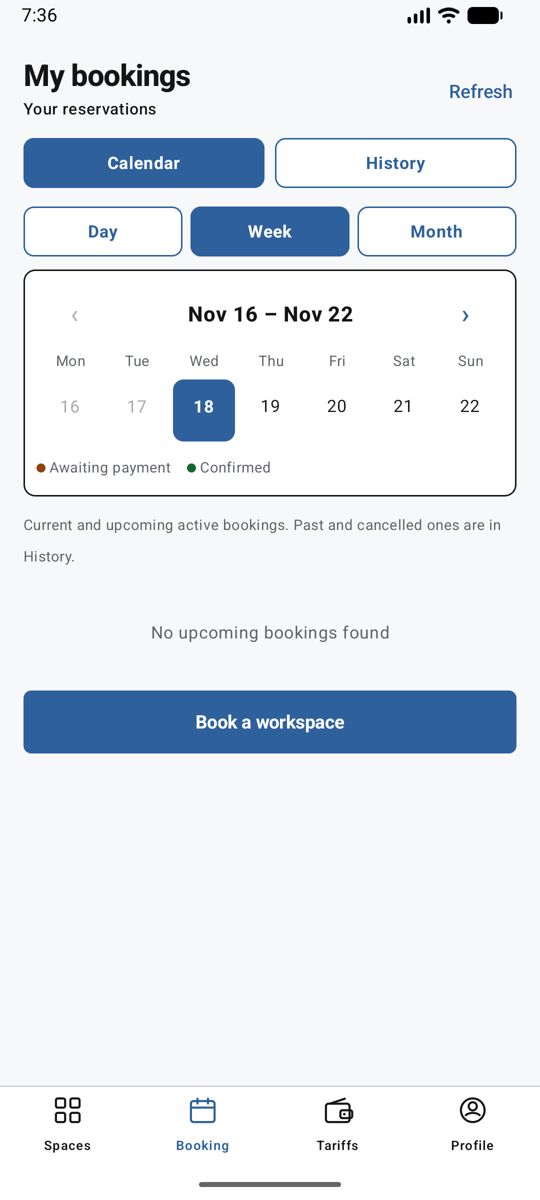 7:36
My bookings
Your reservations
Refresh
Calendar
History
Day
Week
Month
‹ Nov 16 – Nov 22 ›
Mon Tue Wed Thu Fri Sat Sun
16 17 18 19 20 21 22
Awaiting payment Confirmed
Current and upcoming active bookings. Past and cancelled ones are in
History.
No upcoming bookings found
Book a workspace
Spaces Booking Tariffs Profile